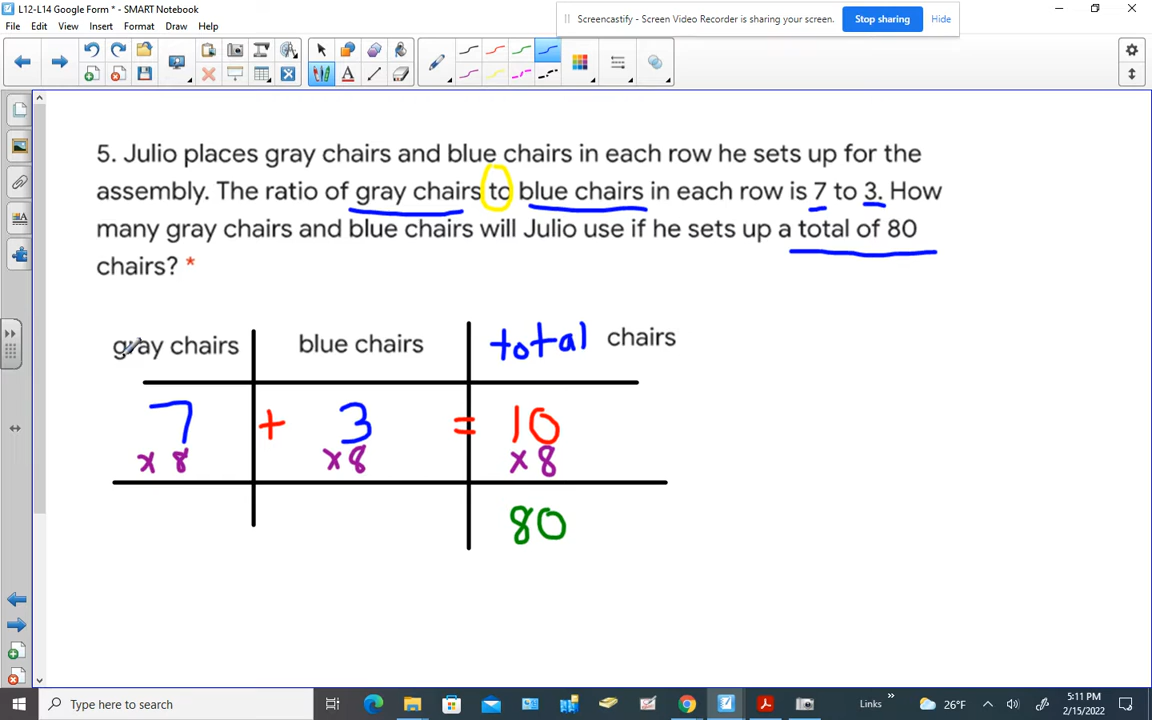 L12-L14 Google Form * - SMART Notebook
Screencastify - Screen Video Recorder is sharing your screen. Stop sharing Hide
File Edit View Insert Format Draw Help
5. Julio places gray chairs and blue chairs in each row he sets up for the
assembly. The ratio of gray chairs to blue chairs in each row is 7 to 3. How
many gray chairs and blue chairs will Julio use if he sets up a total of 80
chairs? *
gray chairs blue chairs total chairs
7 + 3 = 10
x 8 x 8 x 8
80
Type here to search
Links » 26°F 5:11 PM
2/15/2022